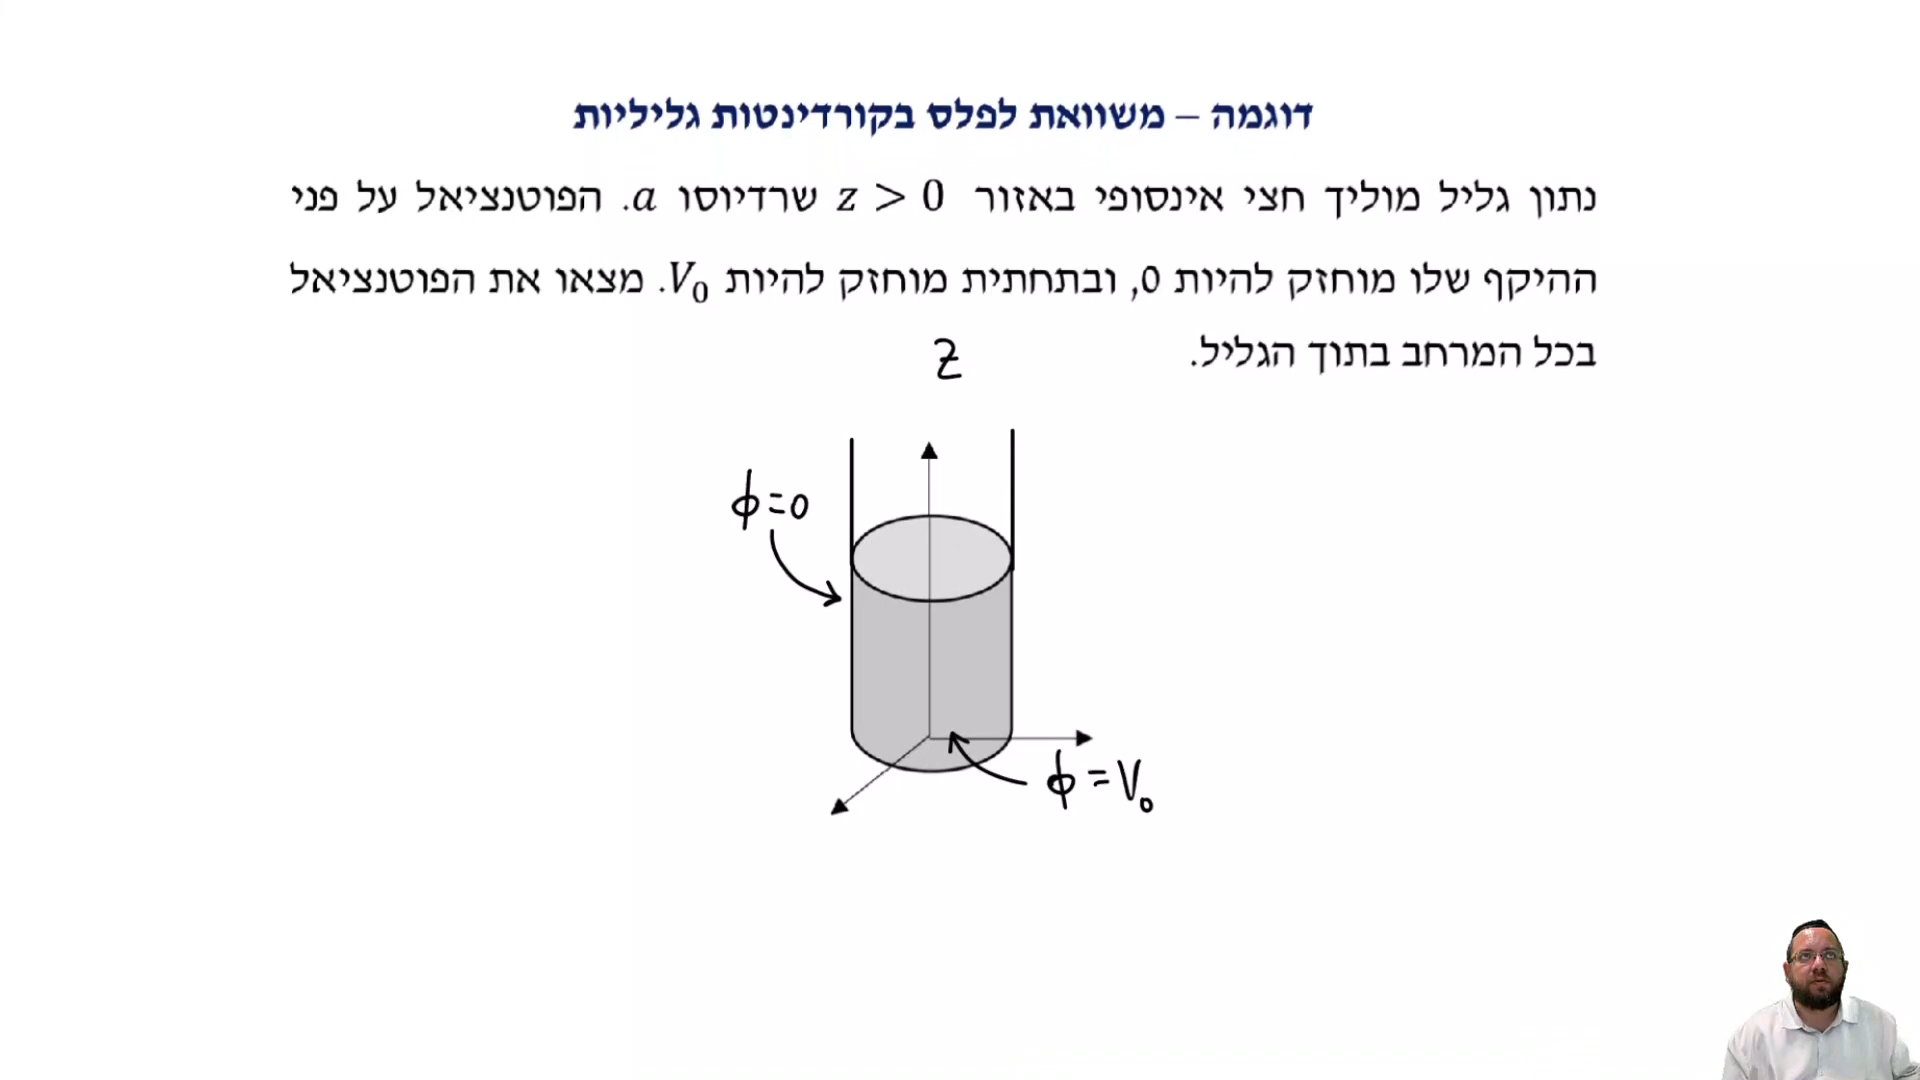 דוגמה – משוואת לפלס בקורדינטות גליליות
נתון גליל מוליך חצי אינסופי באזור z > 0 שרדיוסו a. הפוטנציאל על פני
ההיקף שלו מוחזק להיות 0, ובתחתית מוחזק להיות V₀. מצאו את הפוטנציאל
בכל המרחב בתוך הגליל.
z
ϕ=0
ϕ=V₀